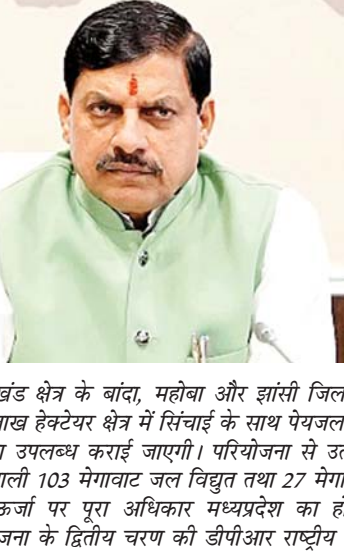 खंड क्षेत्र के बांदा, महोबा और झांसी जिल
ाख हेक्टेयर क्षेत्र में सिंचाई के साथ पेयजल
उपलब्ध कराई जाएगी। परियोजना से उत
ाली 103 मेगावाट जल विद्युत तथा 27 मेगा
ऊर्जा पर पूरा अधिकार मध्यप्रदेश का हो
जना के द्वितीय चरण की डीपीआर राष्ट्रीय